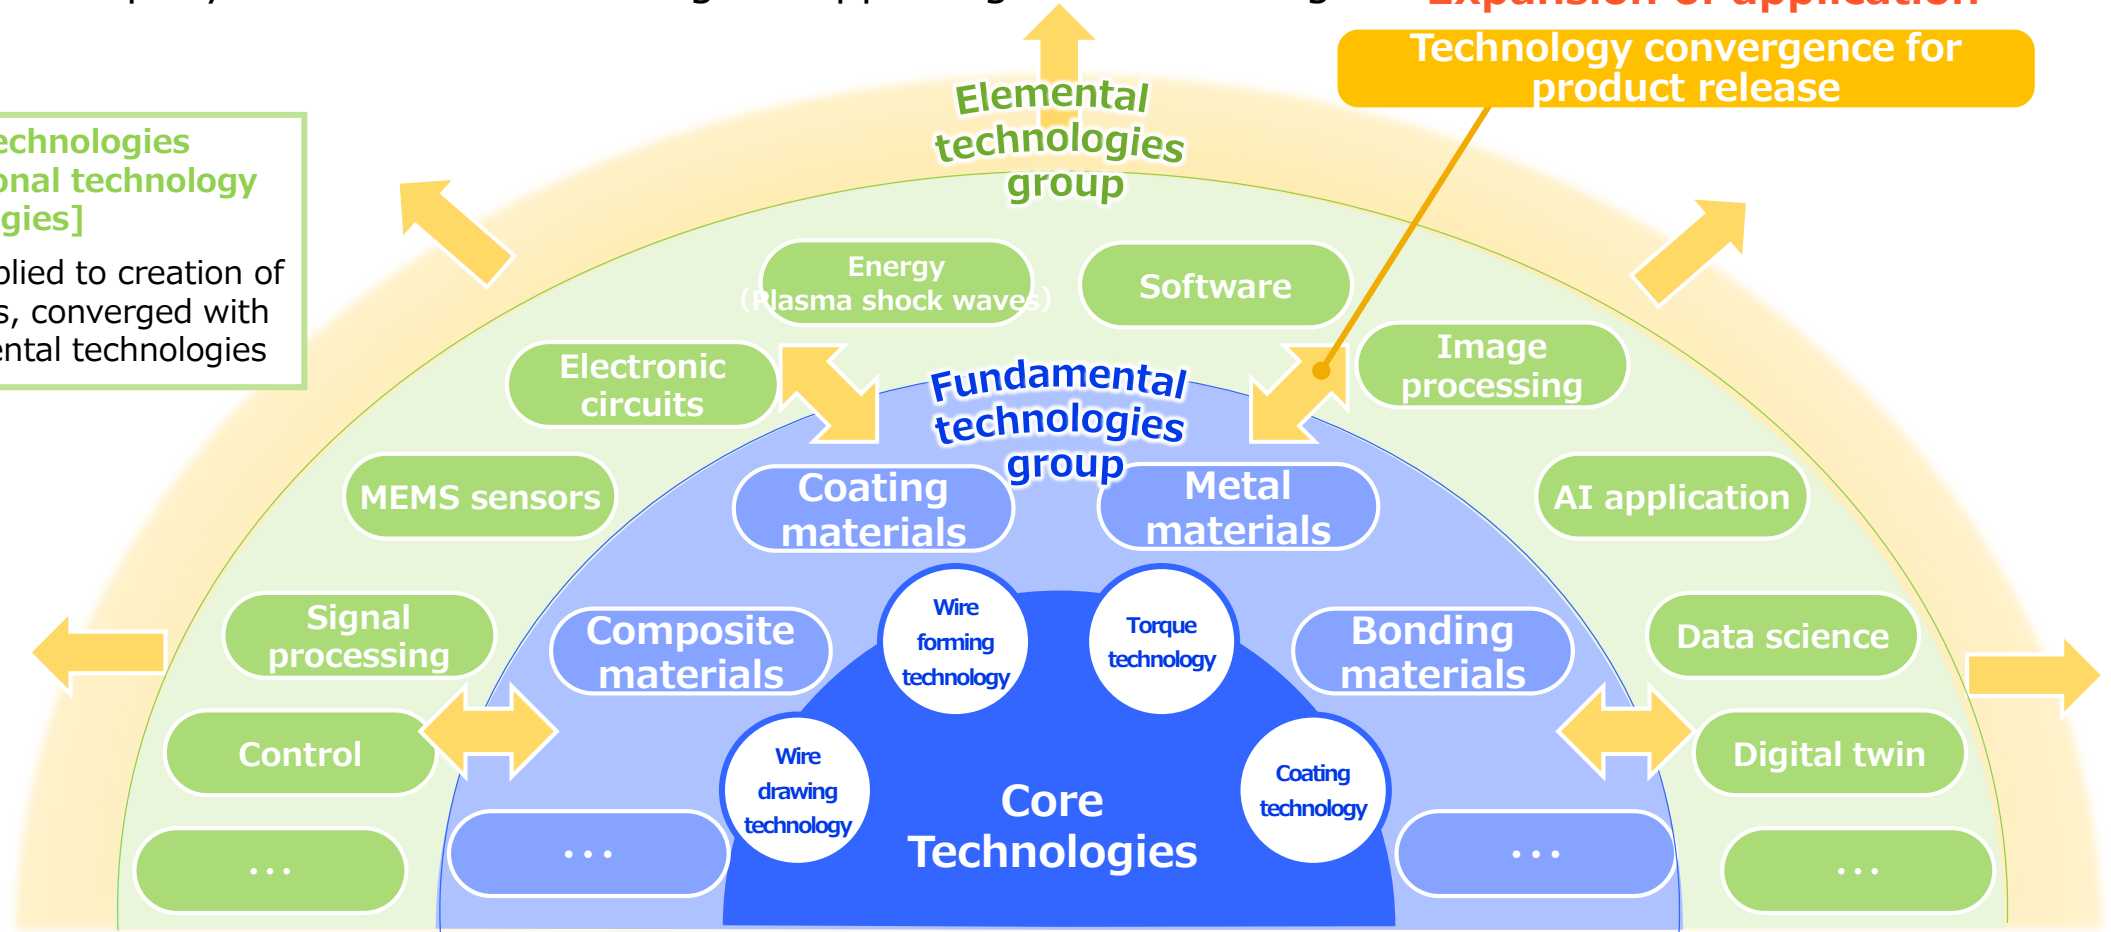 Expansion of application
Technology convergence for
product release
Elemental
technologies
group
echnologies
onal technology
gies]
plied to creation of
s, converged with
ental technologies
Energy
(Plasma shock waves)
Software
Electronic
circuits
Image
processing
MEMS sensors
AI application
Signal
processing
Data science
Control
Digital twin
...
...
Fundamental
technologies
group
Coating
materials
Metal
materials
Composite
materials
Bonding
materials
...
...
Wire
forming
technology
Torque
technology
Wire
drawing
technology
Coating
technology
Core
Technologies